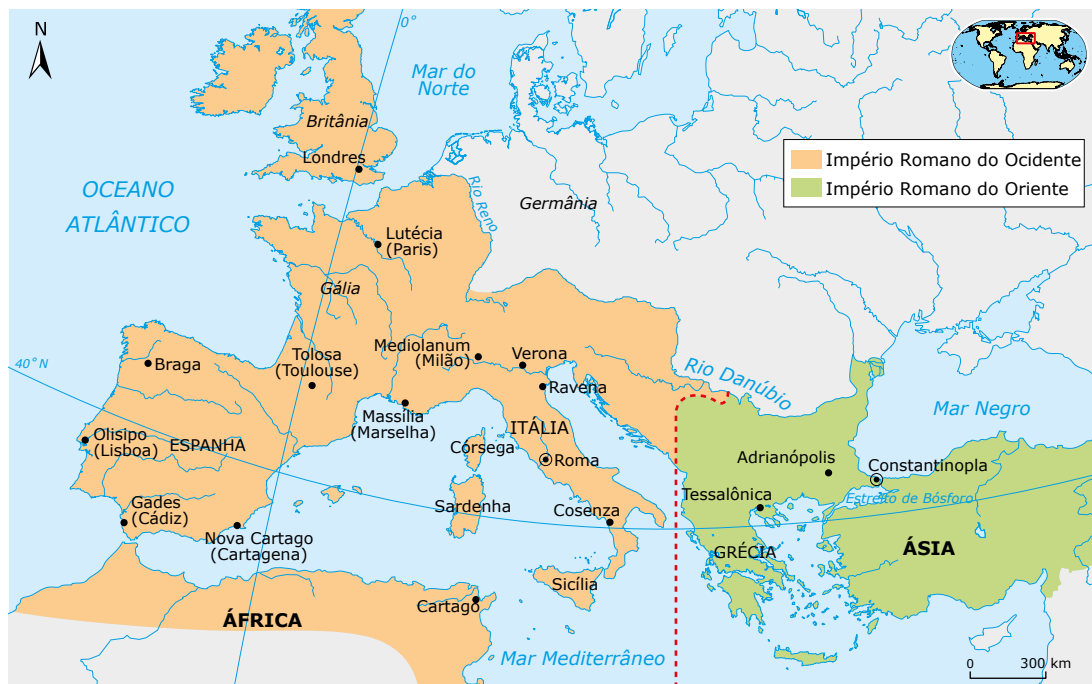 N
0°
Mar do
Norte
Britânia
Londres
OCEANO
ATLÂNTICO
Rio Reno
Germânia
Império Romano do Ocidente
Império Romano do Oriente
Lutécia
(Paris)
Gália
40° N
Braga
Tolosa
(Toulouse)
Mediolanum
(Milão)
Verona
Ravena
Rio Danúbio
Mar Negro
Massília
(Marselha)
Olisipo
(Lisboa)
ESPANHA
ITÁLIA
Córsega
Roma
Adrianópolis
Constantinopla
Estreito de Bósforo
Gades
(Cádiz)
Nova Cartago
(Cartagena)
Sardenha
Cosenza
Tessalônica
GRÉCIA
ÁSIA
Sicília
Cartago
ÁFRICA
Mar Mediterrâneo
0 300 km